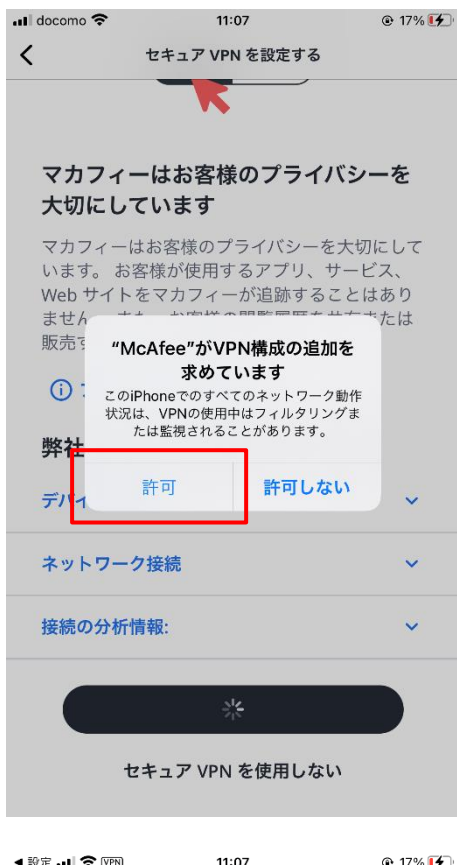 docomo 11:07 17%
セキュア VPN を設定する
マカフィーはお客様のプライバシーを
大切にしています
マカフィーはお客様のプライバシーを大切にして
います。 お客様が使用するアプリ、サービス、
Web サイトをマカフィーが追跡することはあり
ません
たは
販売
"McAfee"がVPN構成の追加を
求めています
このiPhoneでのすべてのネットワーク動作
状況は、VPNの使用中はフィルタリングま
たは監視されることがあります。
許可 許可しない
弊社
デバイ
ネットワーク接続
接続の分析情報:
セキュア VPN を使用しない
設定 VPN 11:07 17%